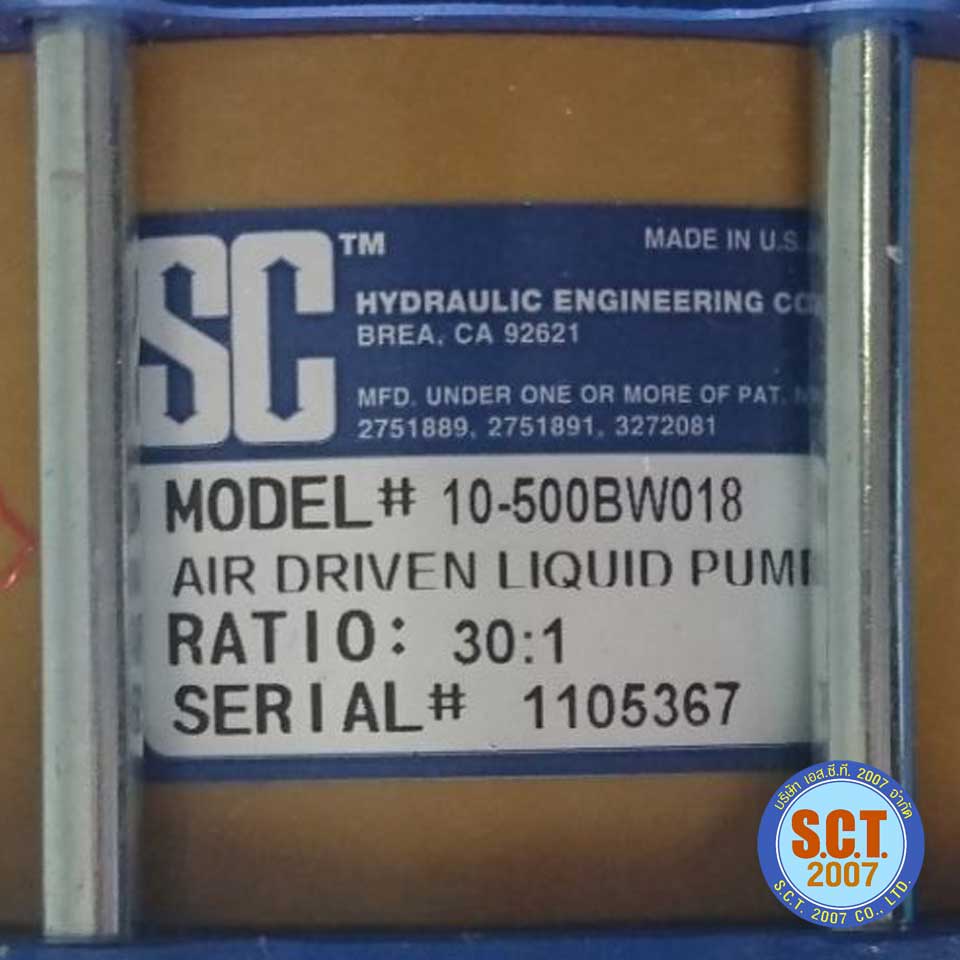 SC™
MADE IN U.S.
HYDRAULIC ENGINEERING
BREA, CA 92621
MFD. UNDER ONE OR MORE OF PAT.
2751889, 2751891, 3272081
MODEL# 10-500BW018
AIR DRIVEN LIQUID PUMP
RATIO: 30:1
SERIAL# 1105367
บริษัท เอส.ซี.ที. 2007 จำกัด
S.C.T.
2007
S.C.T. 2007 CO., LTD.